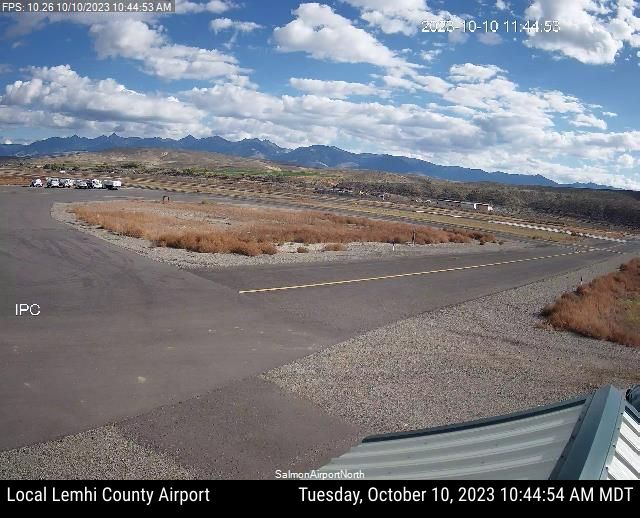 FPS: 10.26 10/10/2023 10:44:53 AM
2023-10-10 11:44:53
IPC
SalmonAirportNorth
Local Lemhi County Airport
Tuesday, October 10, 2023 10:44:54 AM MDT